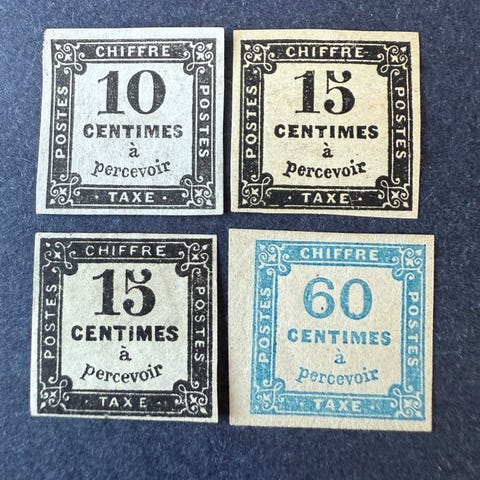 CHIFFRE
POSTES
10
CENTIMES
à
percevoir
POSTES
· TAXE ·
CHIFFRE
POSTES
15
CENTIMES
à
percevoir
POSTES
· TAXE ·
CHIFFRE
POSTES
15
CENTIMES
à
percevoir
POSTES
· TAXE ·
CHIFFRE
POSTES
60
CENTIMES
à
percevoir
POSTES
· TAXE ·